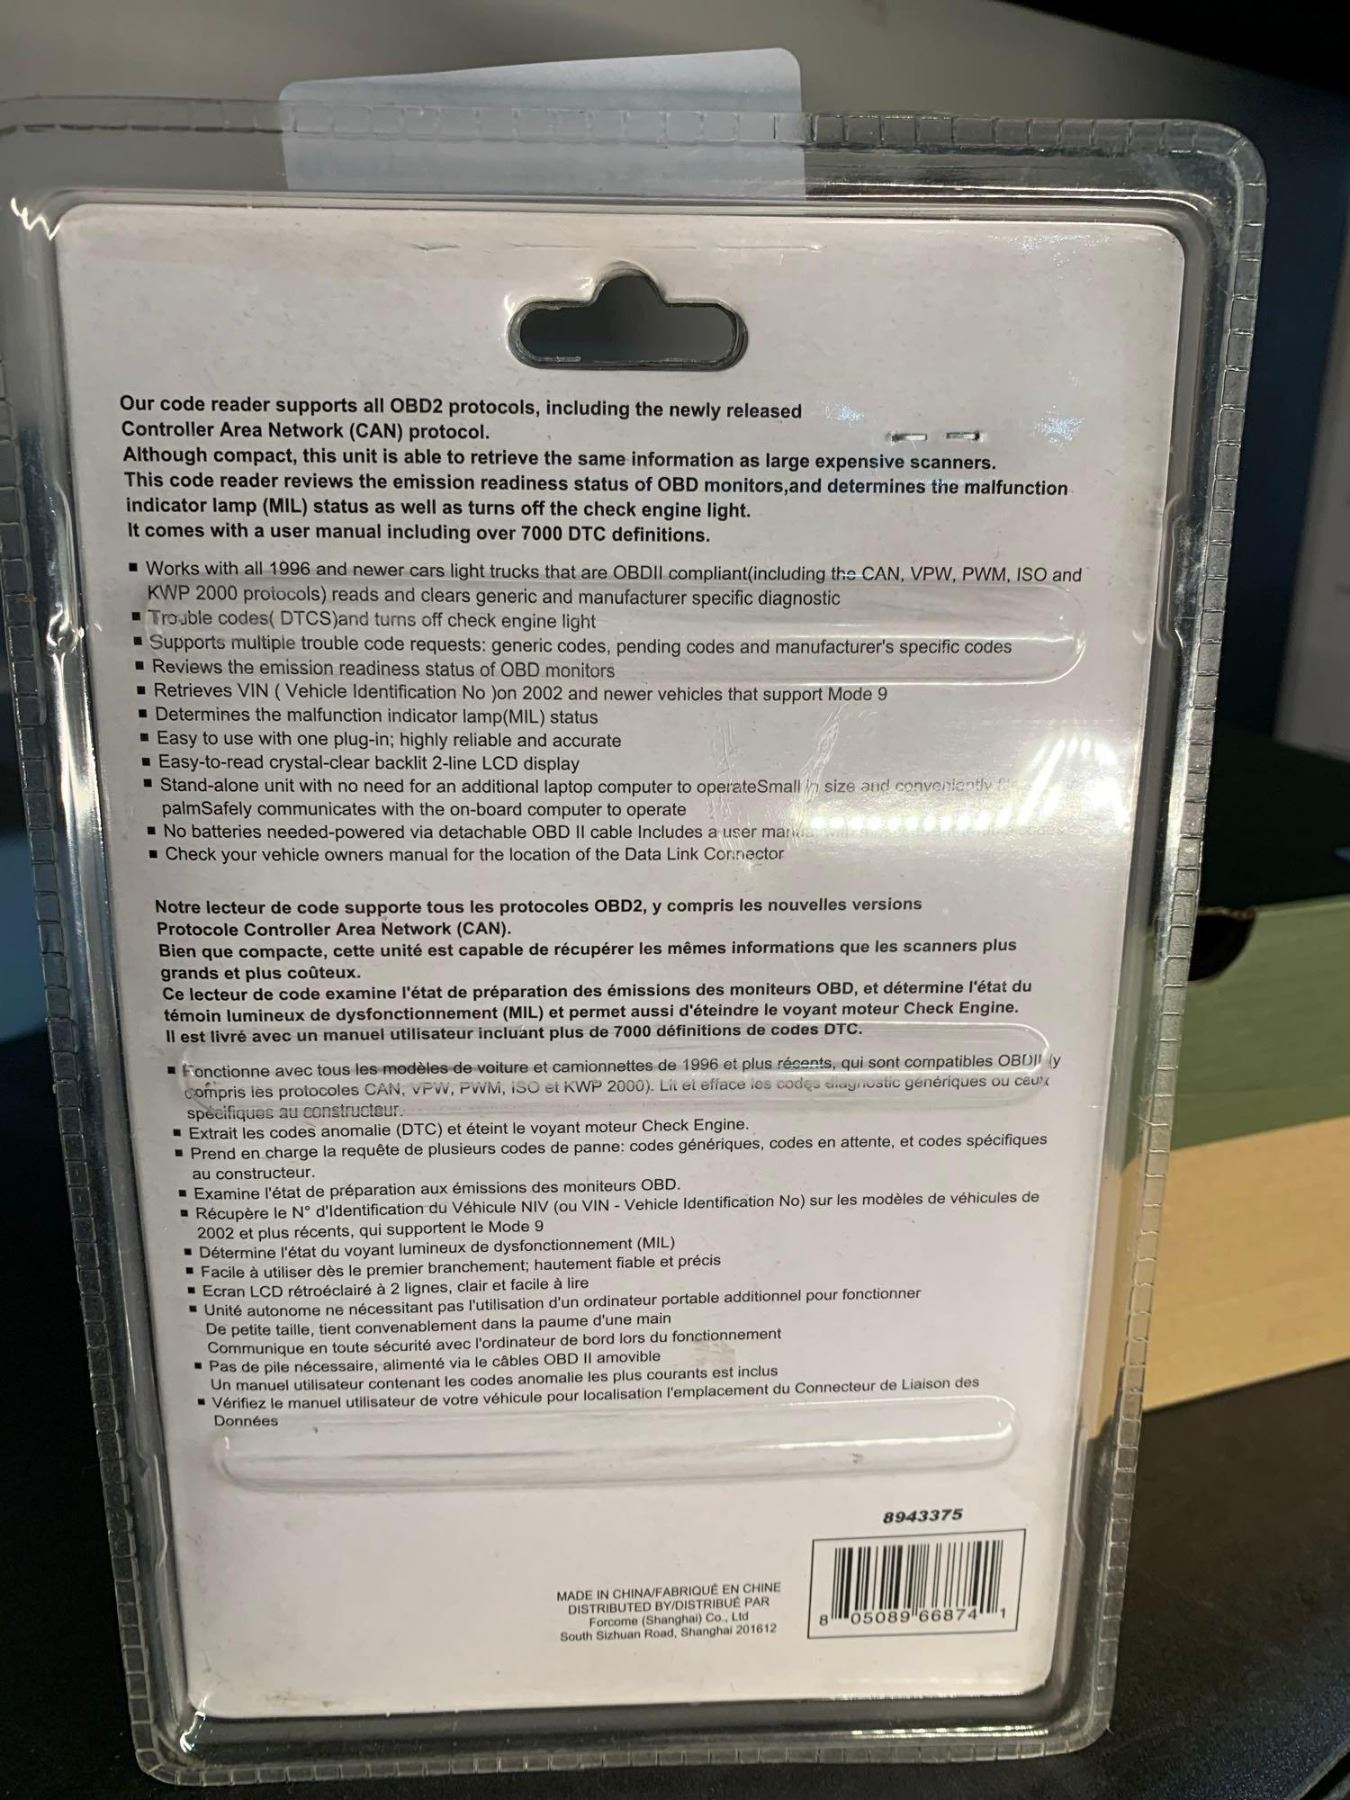 Our code reader supports all OBD2 protocols, including the newly released
Controller Area Network (CAN) protocol.
Although compact, this unit is able to retrieve the same information as large expensive scanners.
This code reader reviews the emission readiness status of OBD monitors,and determines the malfunction
indicator lamp (MIL) status as well as turns off the check engine light.
It comes with a user manual including over 7000 DTC definitions.
▪ Works with all 1996 and newer cars light trucks that are OBDII compliant(including the CAN, VPW, PWM, ISO and
KWP 2000 protocols) reads and clears generic and manufacturer specific diagnostic
▪ Trouble codes( DTCS)and turns off check engine light
▪ Supports multiple trouble code requests: generic codes, pending codes and manufacturer's specific codes
▪ Reviews the emission readiness status of OBD monitors
▪ Retrieves VIN ( Vehicle Identification No )on 2002 and newer vehicles that support Mode 9
▪ Determines the malfunction indicator lamp(MIL) status
▪ Easy to use with one plug-in; highly reliable and accurate
▪ Easy-to-read crystal-clear backlit 2-line LCD display
▪ Stand-alone unit with no need for an additional laptop computer to operateSmall in size and conveniently
palmSafely communicates with the on-board computer to operate
▪ No batteries needed-powered via detachable OBD II cable Includes a user
▪ Check your vehicle owners manual for the location of the Data Link Connector
Notre lecteur de code supporte tous les protocoles OBD2, y compris les nouvelles versions
Protocole Controller Area Network (CAN).
Bien que compacte, cette unité est capable de récupérer les mêmes informations que les scanners plus
grands et plus coûteux.
Ce lecteur de code examine l'état de préparation des émissions des moniteurs OBD, et détermine l'état du
témoin lumineux de dysfonctionnement (MIL) et permet aussi d'éteindre le voyant moteur Check Engine.
Il est livré avec un manuel utilisateur incluant plus de 7000 définitions de codes DTC.
▪ Fonctionne avec tous les modèles de voiture et camionnettes de 1996 et plus récents, qui sont compatibles OBDII (y
compris les protocoles CAN, VPW, PWM, ISO et KWP 2000). Lit et efface les codes diagnostic génériques ou ceux
spécifiques au constructeur.
▪ Extrait les codes anomalie (DTC) et éteint le voyant moteur Check Engine.
▪ Prend en charge la requête de plusieurs codes de panne: codes génériques, codes en attente, et codes spécifiques
au constructeur.
▪ Examine l'état de préparation aux émissions des moniteurs OBD.
▪ Récupère le N° d'Identification du Véhicule NIV (ou VIN - Vehicle Identification No) sur les modèles de véhicules de
2002 et plus récents, qui supportent le Mode 9
▪ Détermine l'état du voyant lumineux de dysfonctionnement (MIL)
▪ Facile à utiliser dès le premier branchement; hautement fiable et précis
▪ Ecran LCD rétroéclairé à 2 lignes, clair et facile à lire
▪ Unité autonome ne nécessitant pas l'utilisation d'un ordinateur portable additionnel pour fonctionner
De petite taille, tient convenablement dans la paume d'une main
Communique en toute sécurité avec l'ordinateur de bord lors du fonctionnement
▪ Pas de pile nécessaire, alimenté via le câbles OBD II amovible
Un manuel utilisateur contenant les codes anomalie les plus courants est inclus
▪ Vérifiez le manuel utilisateur de votre véhicule pour localisation l'emplacement du Connecteur de Liaison des
Données
8943375
MADE IN CHINA/FABRIQUÉ EN CHINE
DISTRIBUTED BY/DISTRIBUÉ PAR
Forcome (Shanghai) Co., Ltd
South Sizhuan Road, Shanghai 201612
8 05089 66874 1